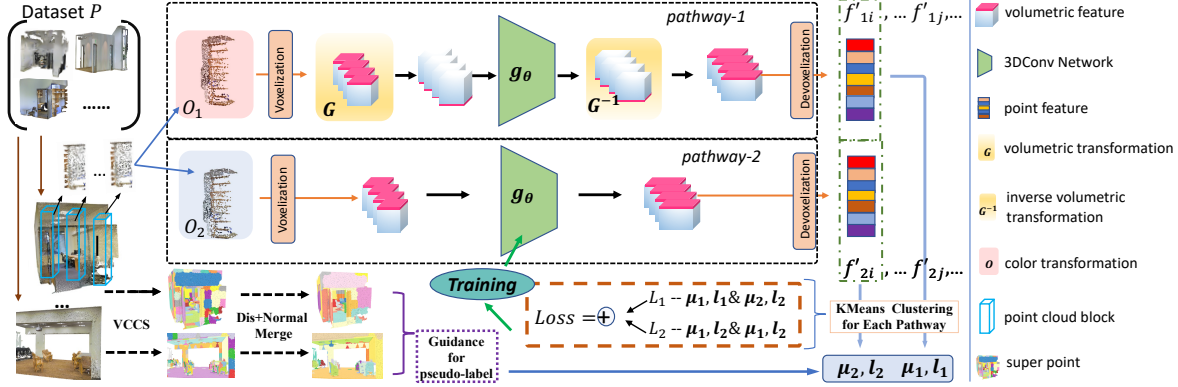 Dataset P
......
...
...
VCCS
Dis+Normal
Merge
Guidance
for
pseudo-label
pathway-1
O₁
Voxelization
G
g_θ
G⁻¹
Devoxelization
pathway-2
O₂
Voxelization
g_θ
Devoxelization
Training
Loss = +
L₁ -- μ₁, l₁& μ₂, l₂
L₂ -- μ₁, l₂& μ₁, l₂
f'₁ᵢ , ... f'₁ⱼ,...
f'₂ᵢ , ... f'₂ⱼ,...
KMeans Clustering
for Each Pathway
μ₂, l₂ μ₁, l₁
volumetric feature
g_θ
3DConv Network
point feature
G
volumetric transformation
G⁻¹
inverse volumetric
transformation
O
color transformation
point cloud block
super point